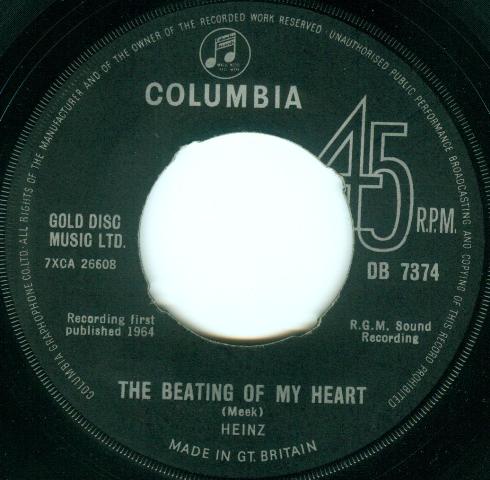 COLUMBIA GRAPHOPHONE CO. LTD. ALL RIGHTS OF THE MANUFACTURER AND OF THE OWNER OF THE RECORDED WORK RESERVED · UNAUTHORISED PUBLIC PERFORMANCE BROADCASTING AND COPYING OF THIS RECORD PROHIBITED
COLUMBIA
45
R.P.M.
GOLD DISC
MUSIC LTD.
7XCA 26608
DB 7374
Recording first
published 1964
R.G.M. Sound
Recording
THE BEATING OF MY HEART
(Meek)
HEINZ
MADE IN GT. BRITAIN